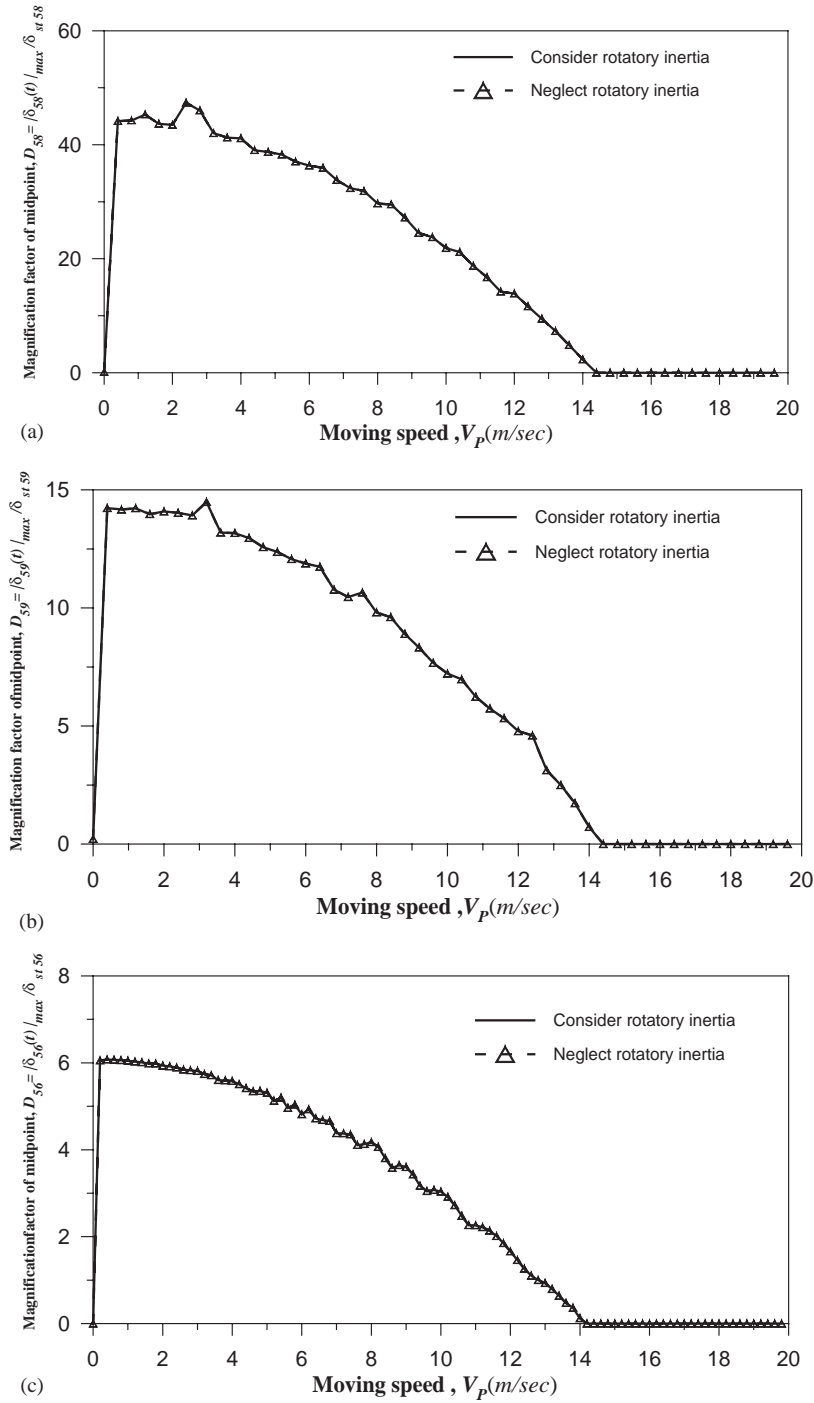 Magnification factor of midpoint, D58=/δ58(t) /max /δ st 58
60
40
20
0
Consider rotatory inertia
Neglect rotatory inertia
0 2 4 6 8 10 12 14 16 18 20
(a)
Moving speed ,VP(m/sec)
Magnification factor ofmidpoint, D59=/δ59(t) /max /δ st 59
15
10
5
0
Consider rotatory inertia
Neglect rotatory inertia
0 2 4 6 8 10 12 14 16 18 20
(b)
Moving speed ,VP(m/sec)
Magnificationfactor of midpoint, D56=/δ56(t) /max /δ st 56
8
6
4
2
0
Consider rotatory inertia
Neglect rotatory inertia
0 2 4 6 8 10 12 14 16 18 20
(c)
Moving speed , VP(m/sec)